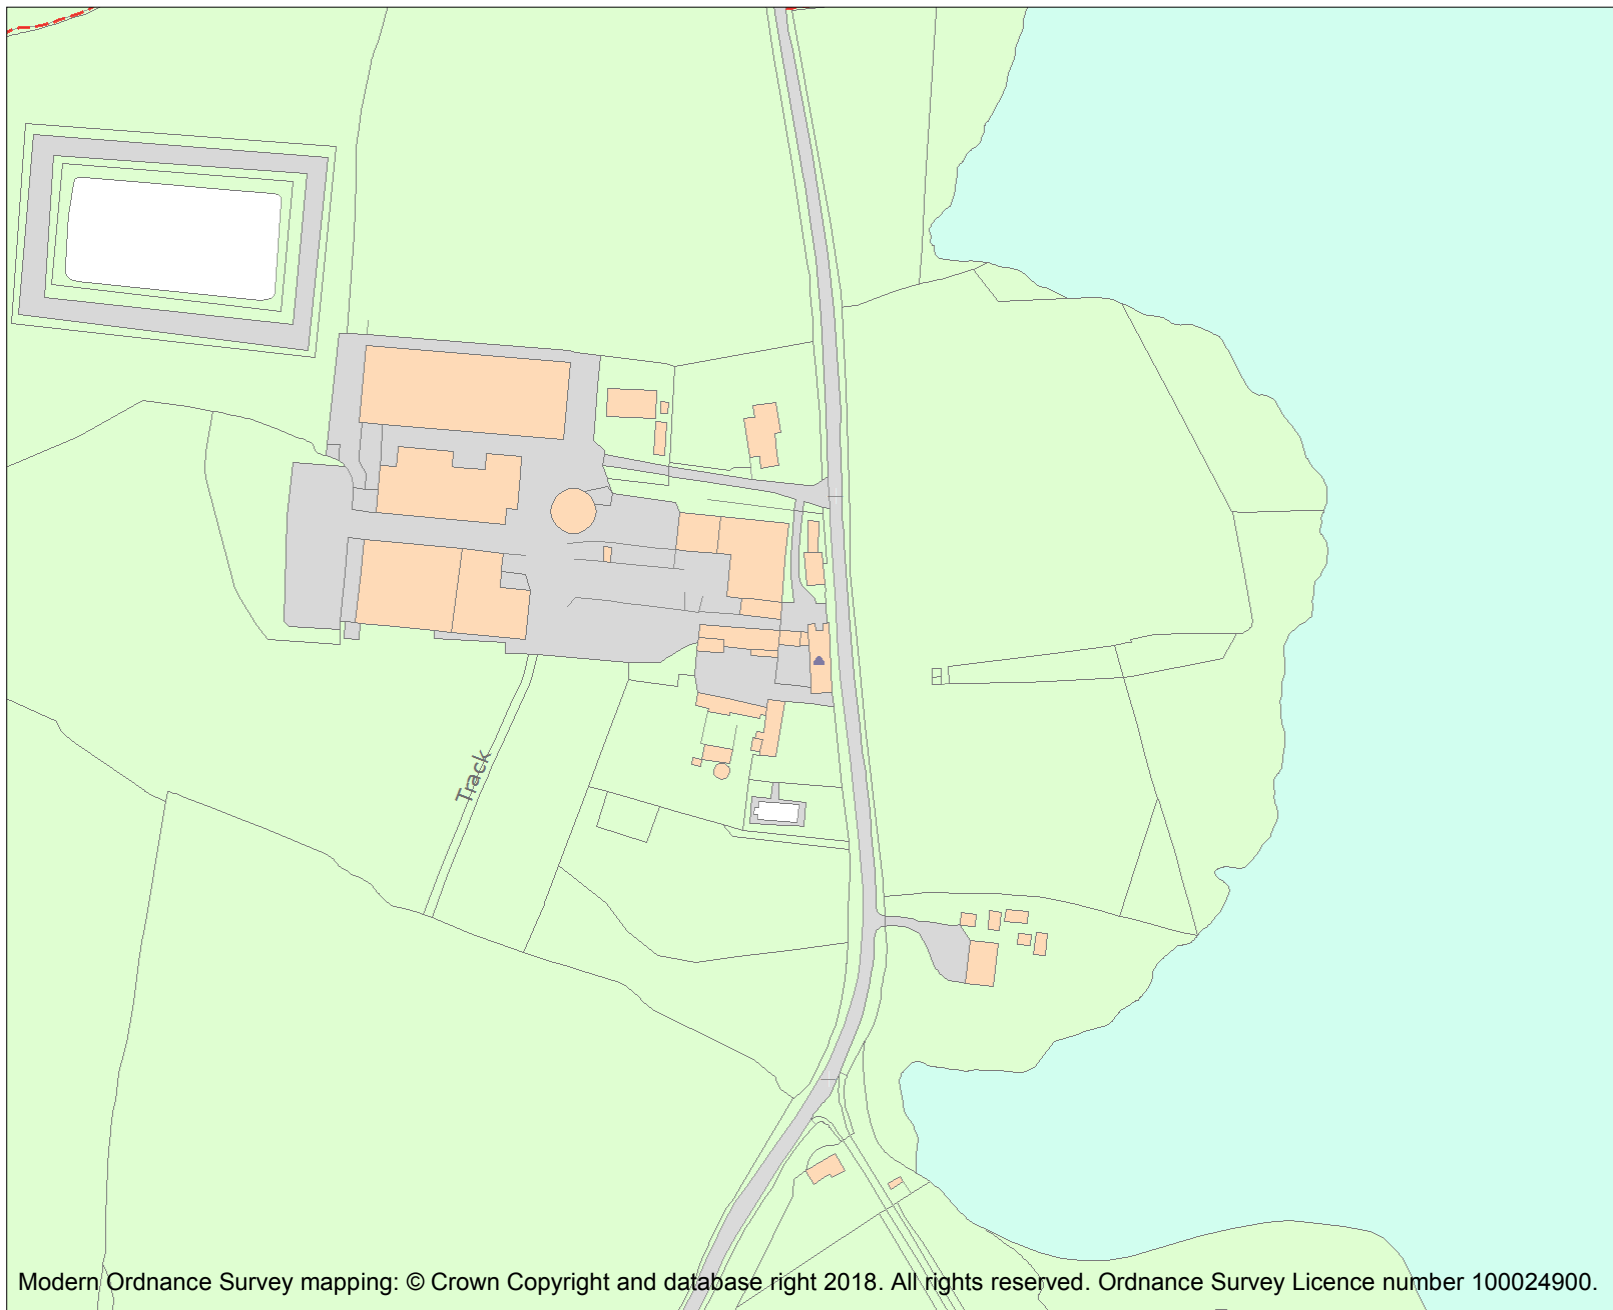 Track
Modern Ordnance Survey mapping: © Crown Copyright and database right 2018. All rights reserved. Ordnance Survey Licence number 100024900.